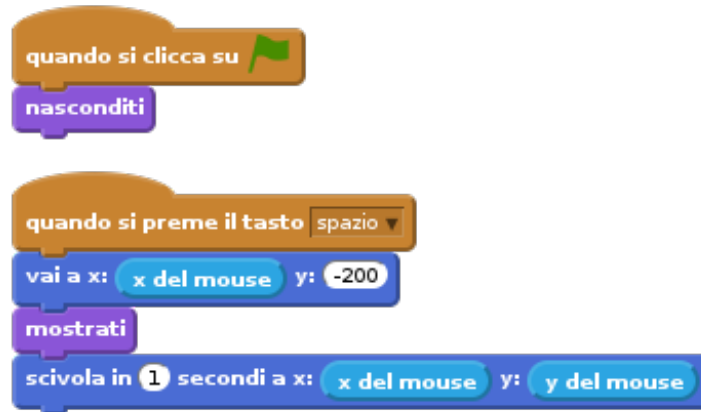 quando si clicca su
nasconditi
quando si preme il tasto spazio
vai a x: x del mouse y: -200
mostrati
scivola in 1 secondi a x: x del mouse y: y del mouse